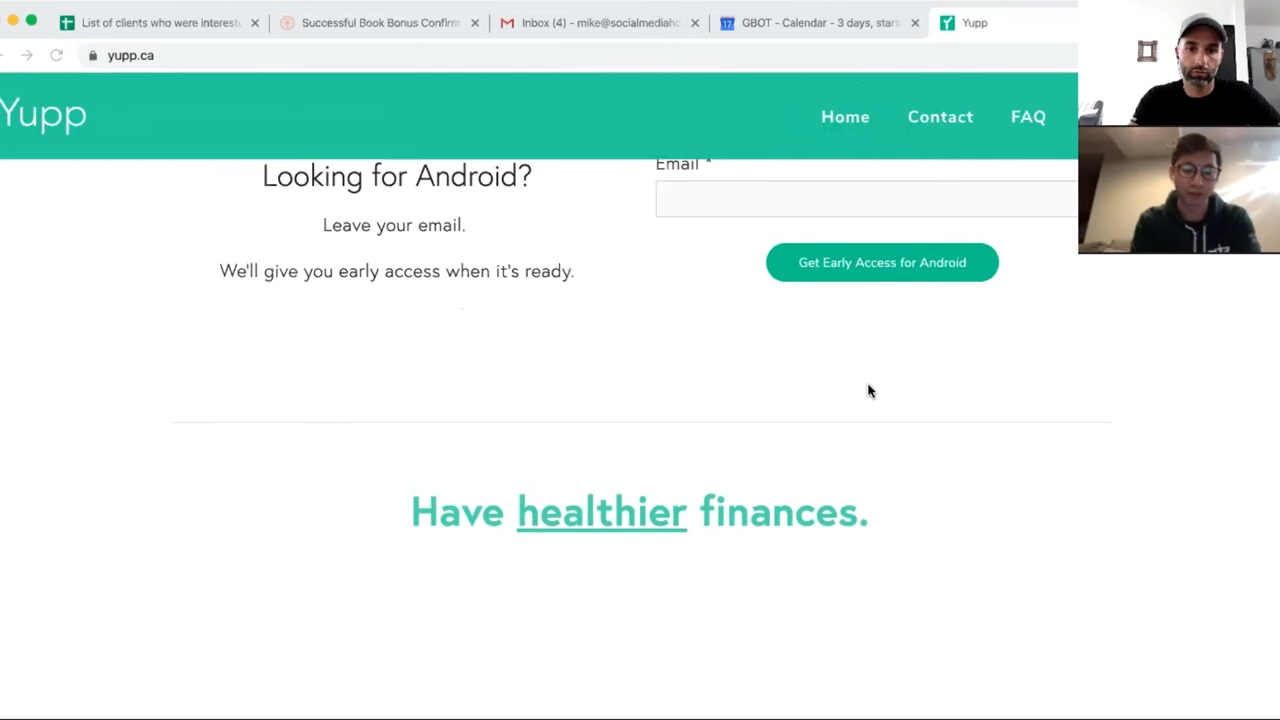 List of clients who were intereste
Successful Book Bonus Confirm
Inbox (4) - mike@socialmediaho
GBOT - Calendar - 3 days, start
Yupp
yupp.ca
Yupp
Home
Contact
FAQ
Looking for Android?
Leave your email.
We'll give you early access when it's ready.
Email *
Get Early Access for Android
Have healthier finances.